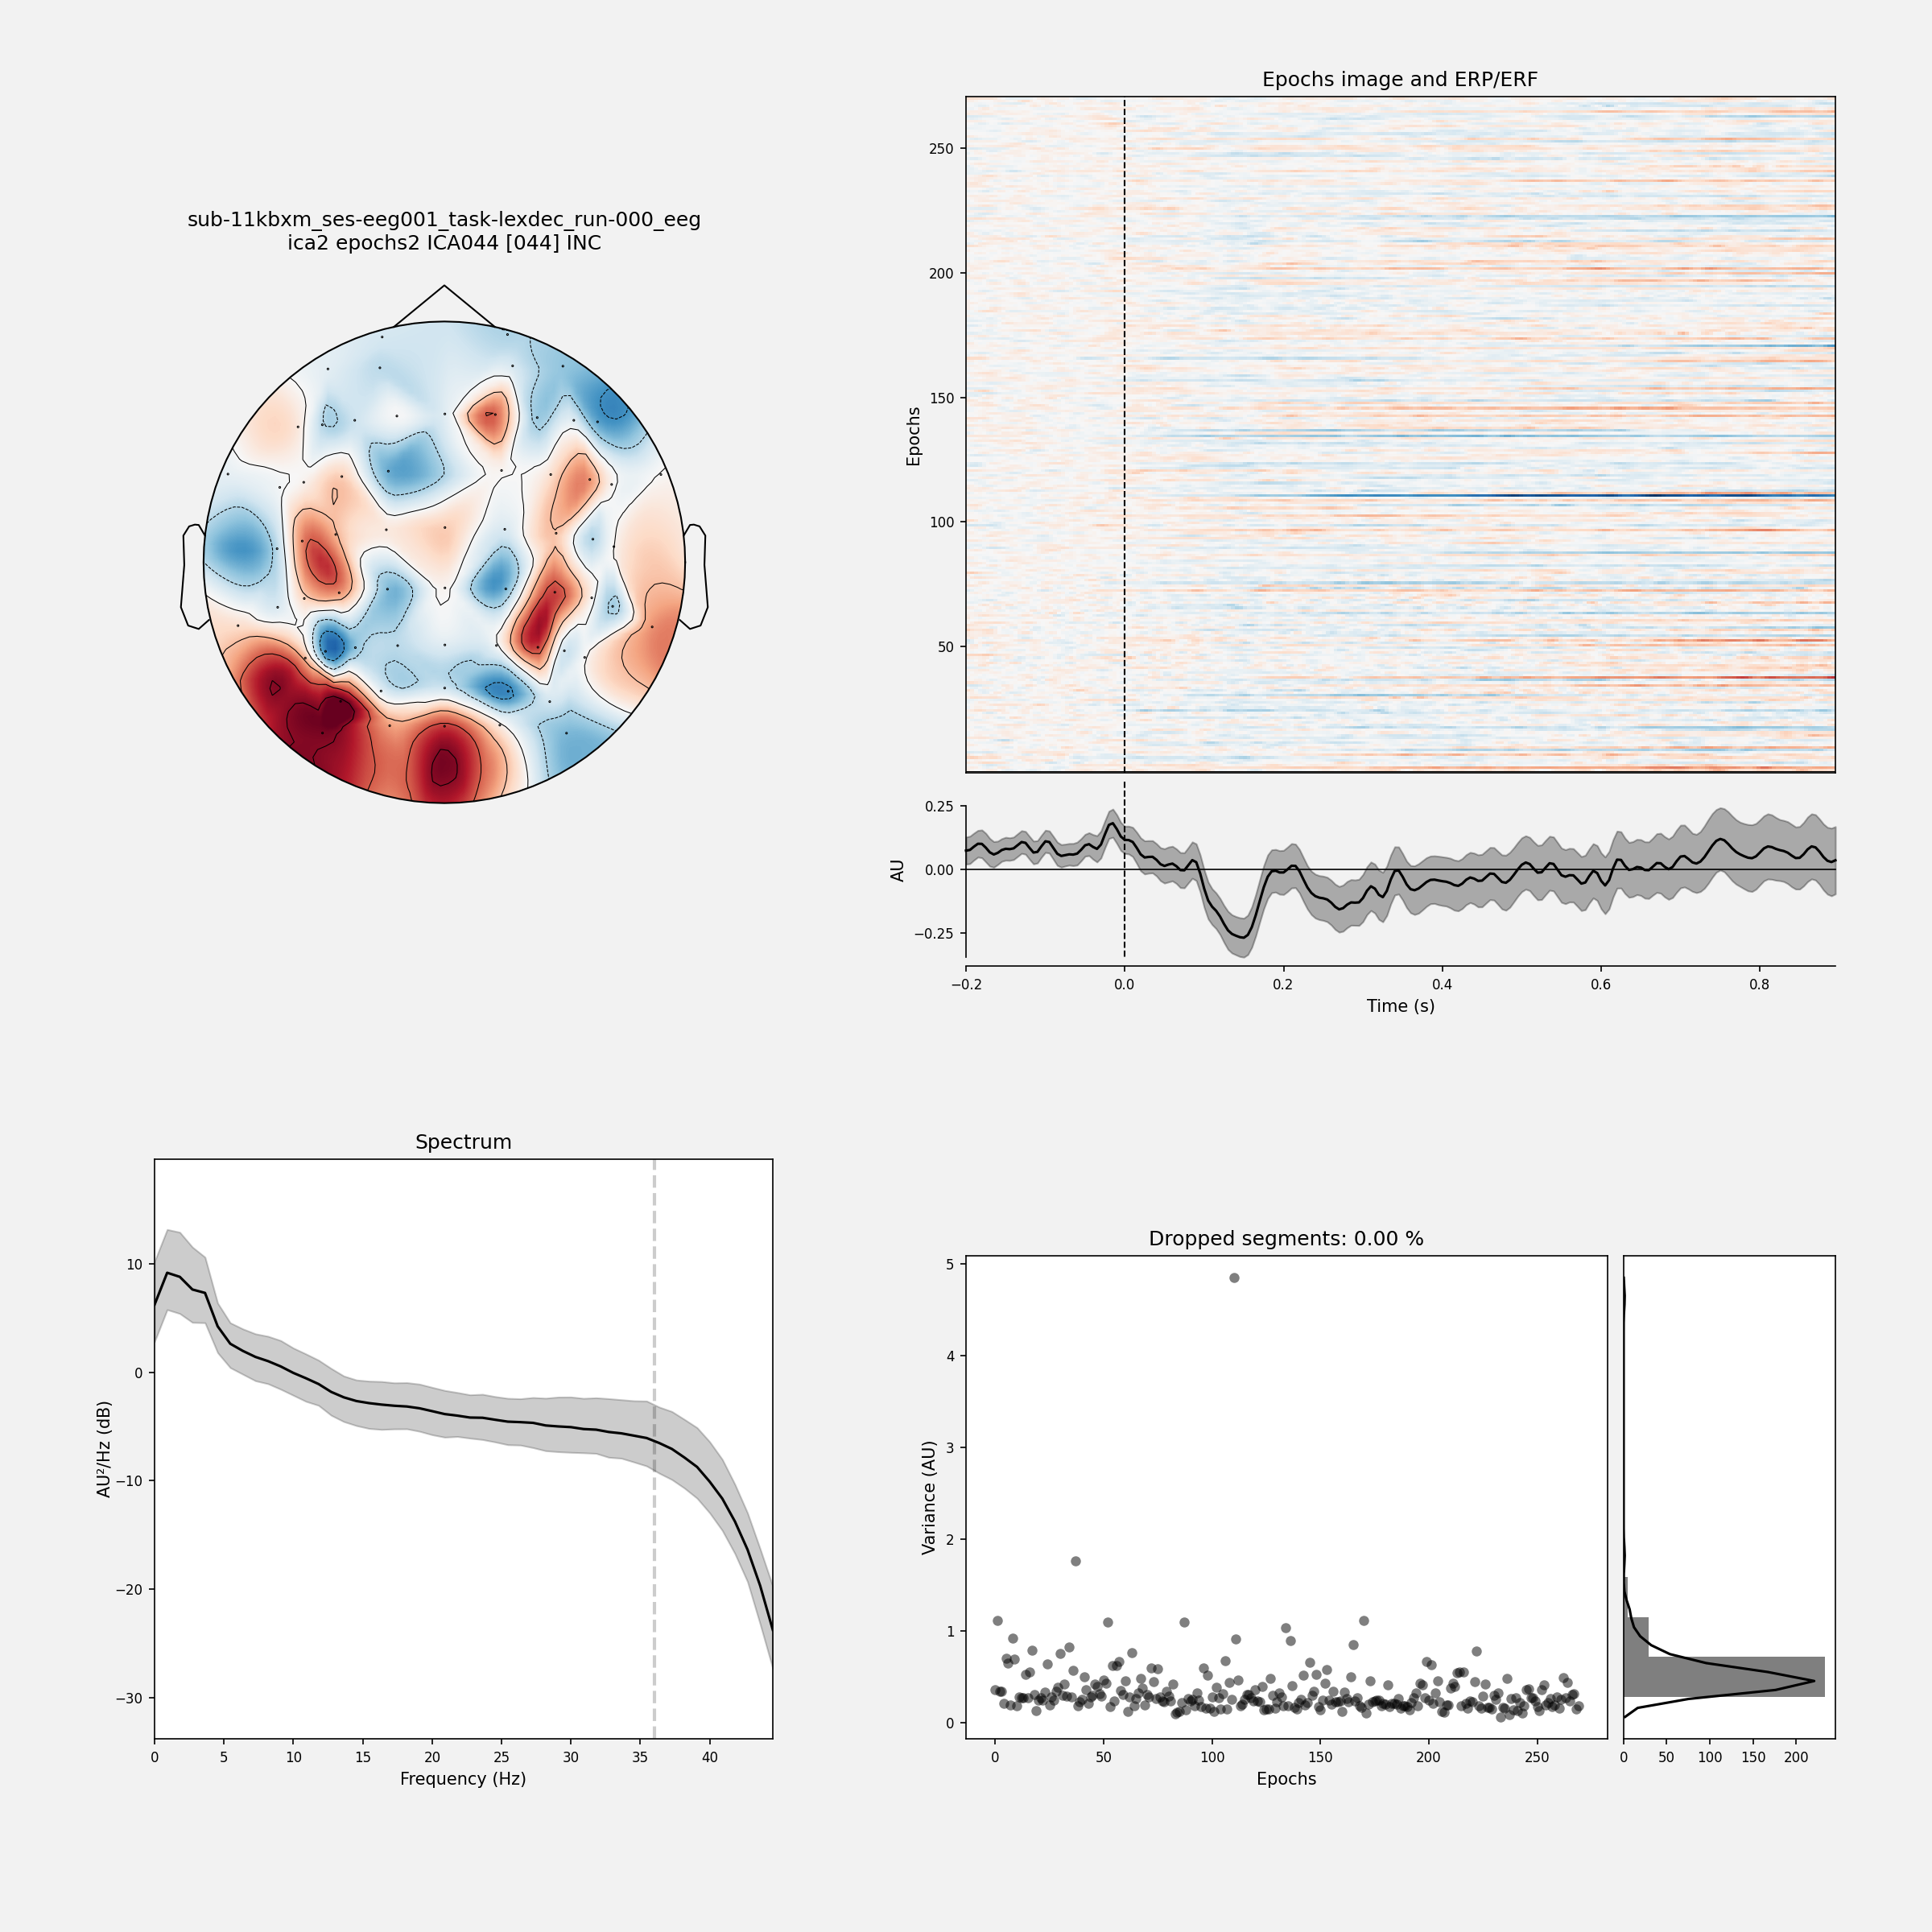 sub-11kbxm_ses-eeg001_task-lexdec_run-000_eeg
ica2 epochs2 ICA044 [044] INC
Epochs image and ERP/ERF
250
200
150
100
50
Epochs
0.25
0.00
−0.25
AU
−0.2 0.0 0.2 0.4 0.6 0.8
Time (s)
Spectrum
10
0
−10
−20
−30
AU²/Hz (dB)
0 5 10 15 20 25 30 35 40
Frequency (Hz)
Dropped segments: 0.00 %
5
4
3
2
1
0
Variance (AU)
0 50 100 150 200 250
Epochs
0 50 100 150 200